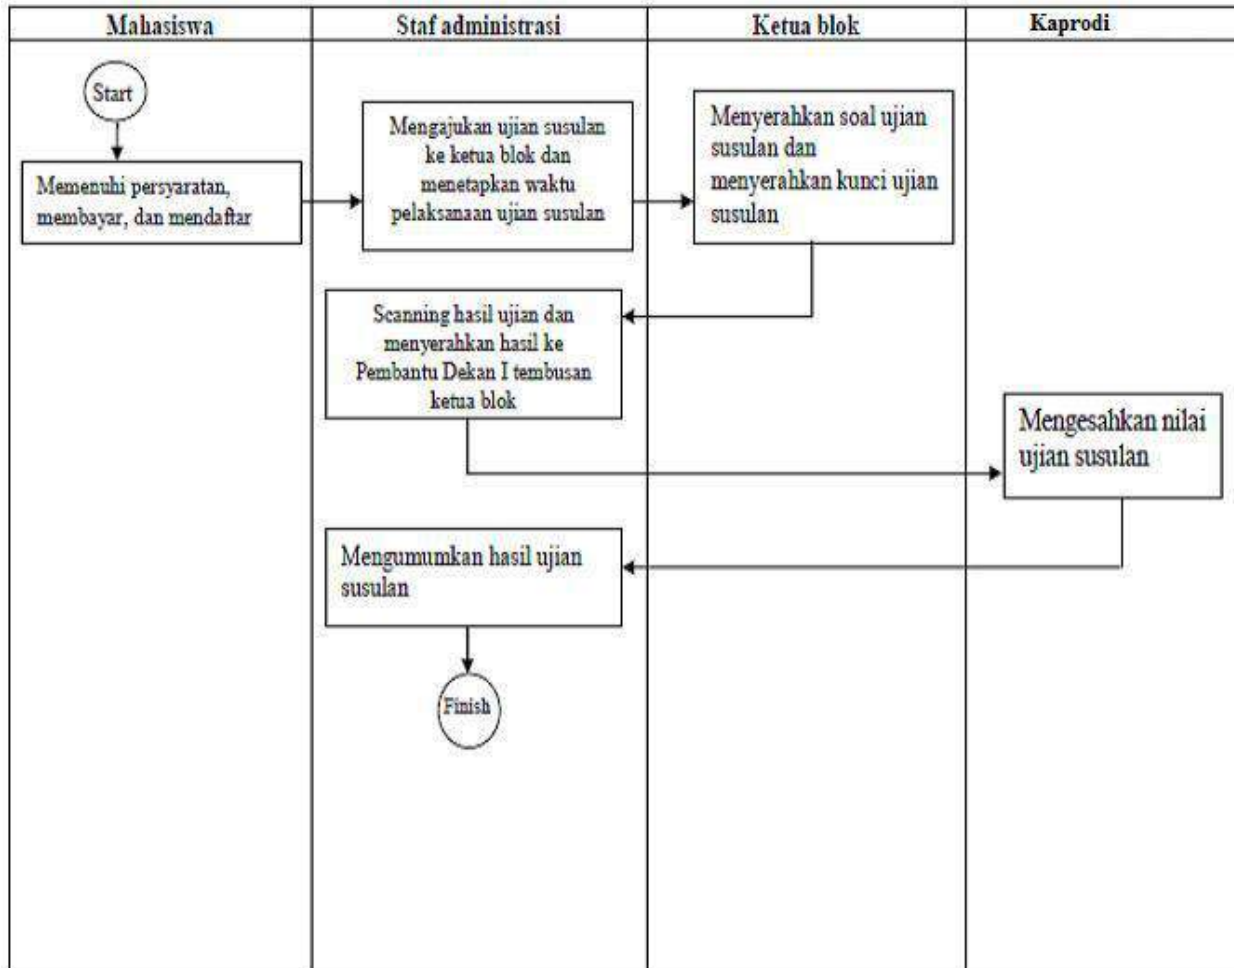 Mahasiswa
Staf administrasi
Ketua blok
Kaprodi
Start
Memenuhi persyaratan,
membayar, dan mendaftar
Mengajukan ujian susulan
ke ketua blok dan
menetapkan waktu
pelaksanaan ujian susulan
Menyerahkan soal ujian
susulan dan
menyerahkan kunci ujian
susulan
Scanning hasil ujian dan
menyerahkan hasil ke
Pembantu Dekan I tembusan
ketua blok
Mengesahkan nilai
ujian susulan
Mengumumkan hasil ujian
susulan
Finish